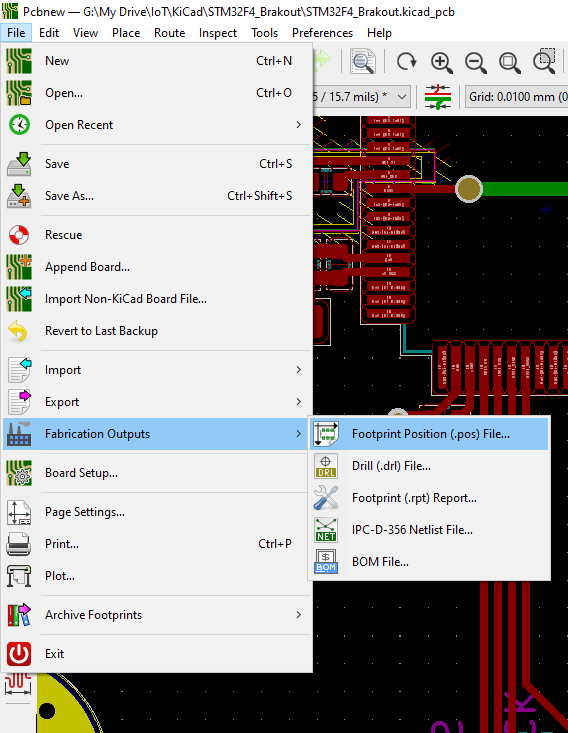 Pcbnew — G:\My Drive\IoT\KiCad\STM32F4_Brakout\STM32F4_Brakout.kicad_pcb
File Edit View Place Route Inspect Tools Preferences Help
New Ctrl+N
Open... Ctrl+O
5 / 15.7 mils) * Grid: 0.0100 mm (0
Open Recent
Save Ctrl+S
Save As... Ctrl+Shift+S
Rescue
Append Board...
Import Non-KiCad Board File...
Revert to Last Backup
Import
Export
Fabrication Outputs
Footprint Position (.pos) File...
DRL
Drill (.drl) File...
Board Setup...
Footprint (.rpt) Report...
Page Settings...
NET
IPC-D-356 Netlist File...
Print... Ctrl+P
$
BOM
BOM File...
Plot...
Archive Footprints
Exit